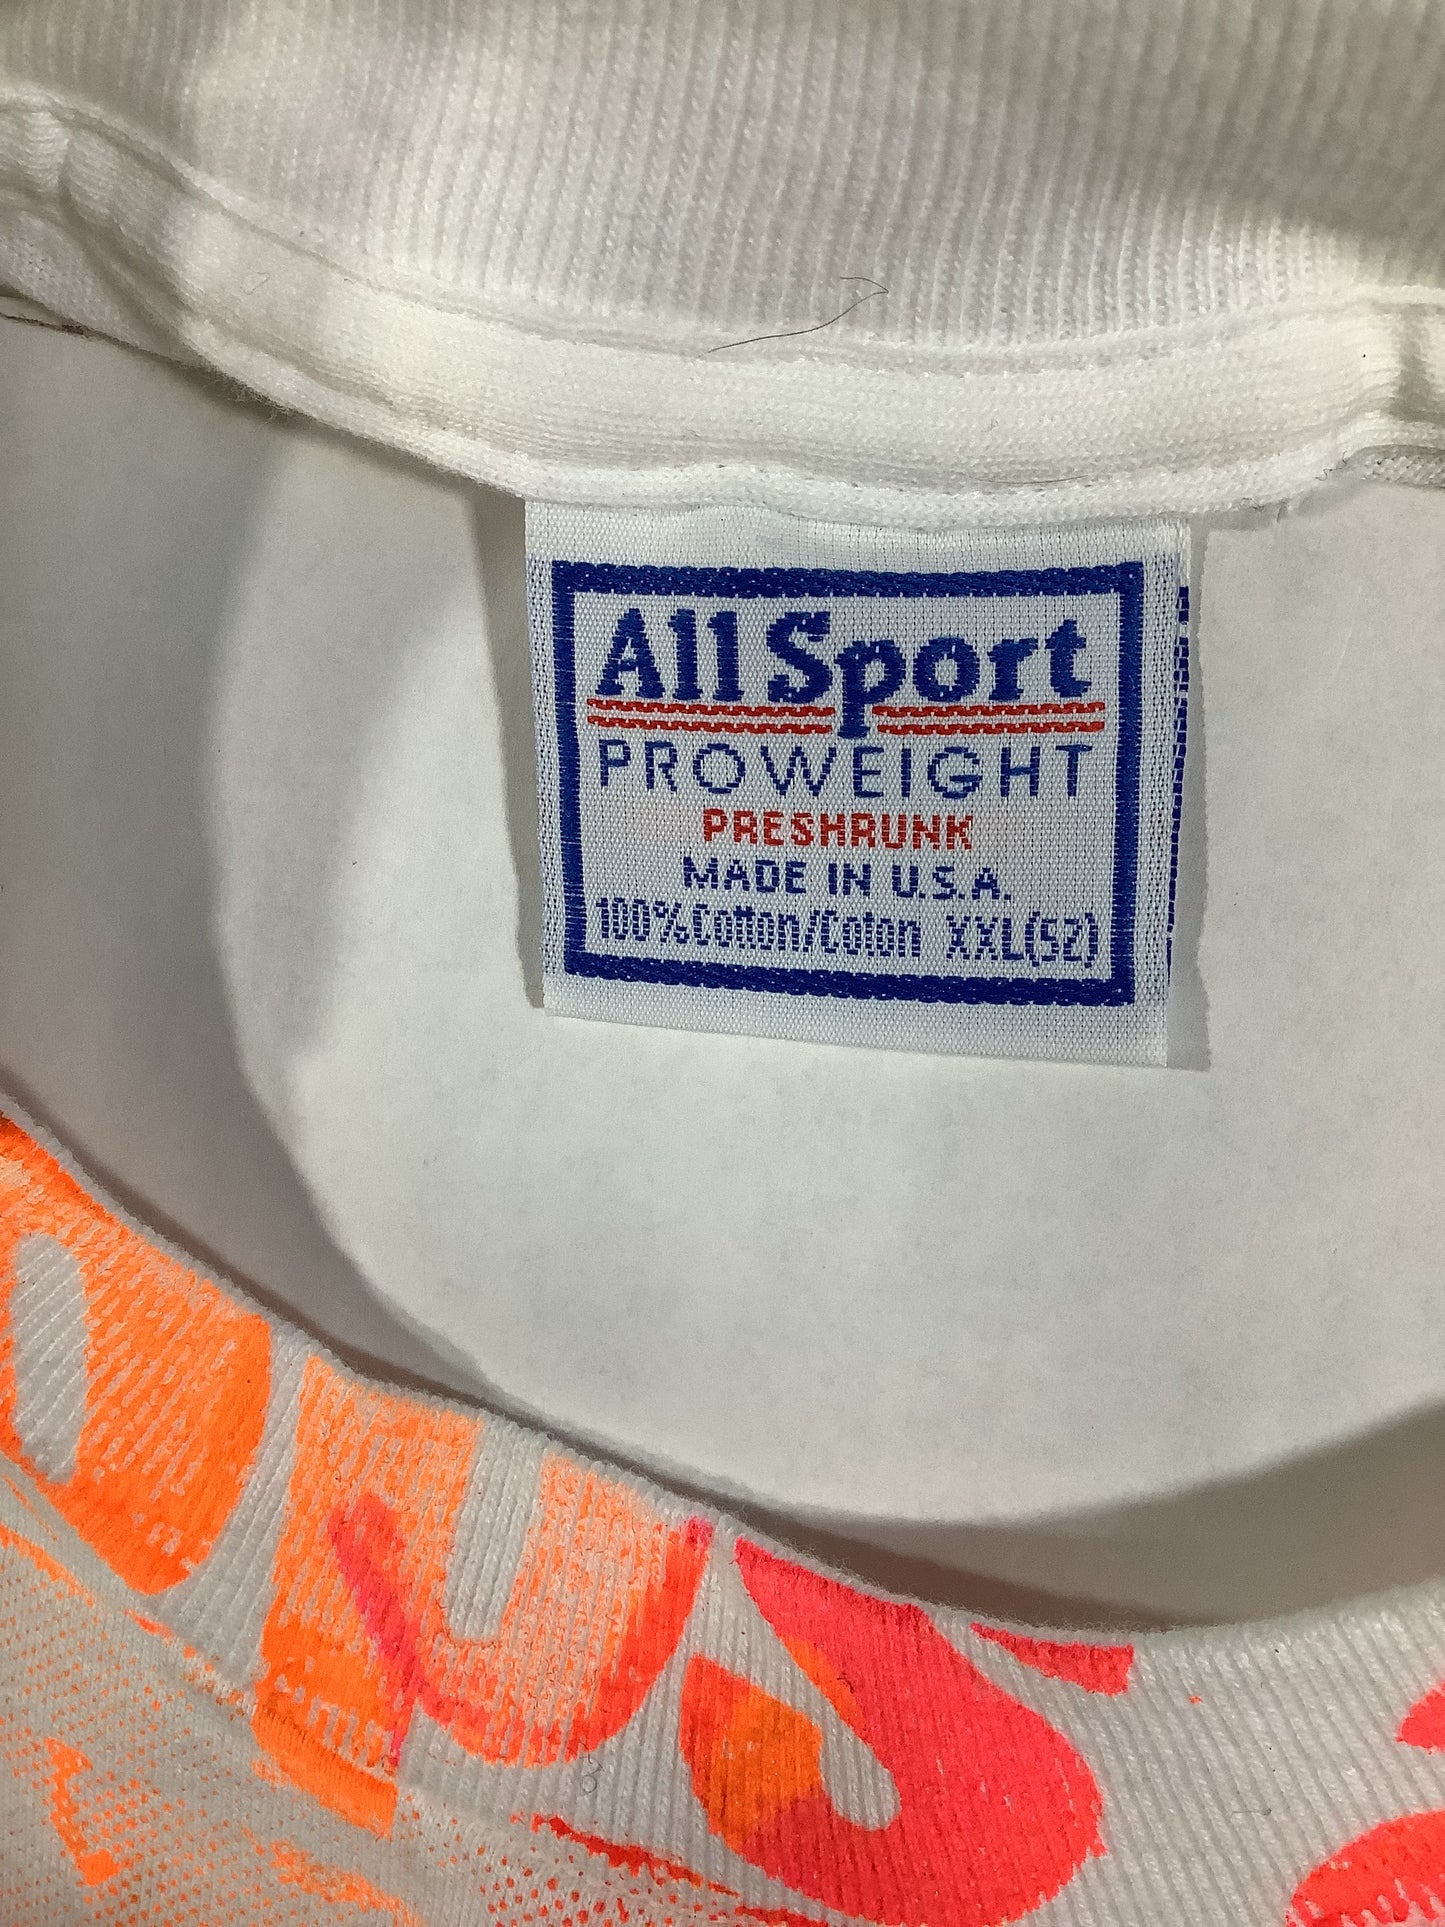 All Sport
PROWEIGHT
PRESHRUNK
MADE IN U.S.A.
100% Cotton/Coton XXL(52)